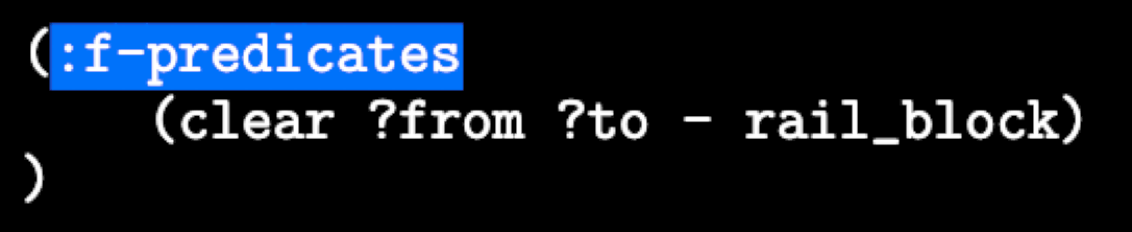 (:f-predicates
(clear ?from ?to - rail_block)
)